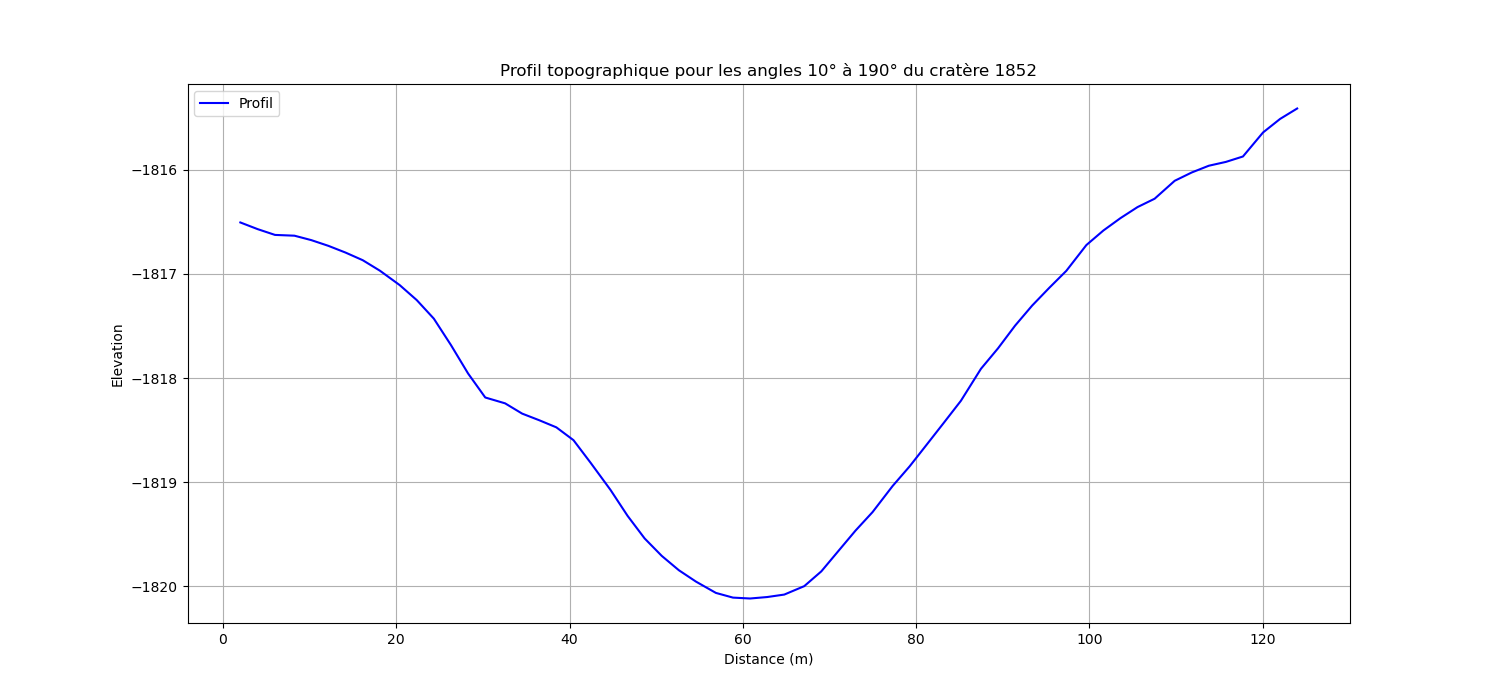 Profil topographique pour les angles 10° à 190° du cratère 1852
Profil
−1816
−1817
−1818
−1819
−1820
Elevation
0 20 40 60 80 100 120
Distance (m)